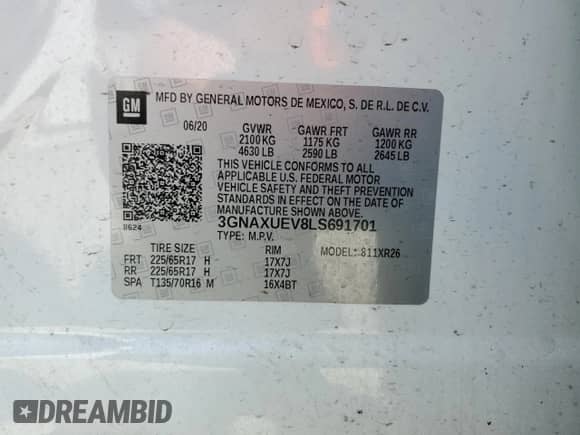 GM
MFD BY GENERAL MOTORS DE MEXICO, S. DE R.L. DE C.V.
06/20 GVWR GAWR FRT GAWR RR
2100 KG 1175 KG 1200 KG
4630 LB 2590 LB 2645 LB
THIS VEHICLE CONFORMS TO ALL
APPLICABLE U.S. FEDERAL MOTOR
VEHICLE SAFETY AND THEFT PREVENTION
STANDARDS IN EFFECT ON THE DATE OF
MANUFACTURE SHOWN ABOVE.
8624
3GNAXUEV8LS691701
TYPE: M.P.V. MODEL: 811XR26
TIRE SIZE RIM
FRT 225/65R17 H 17X7J
RR 225/65R17 H 17X7J
SPA T135/70R16 M 16X4BT
DREAMBID